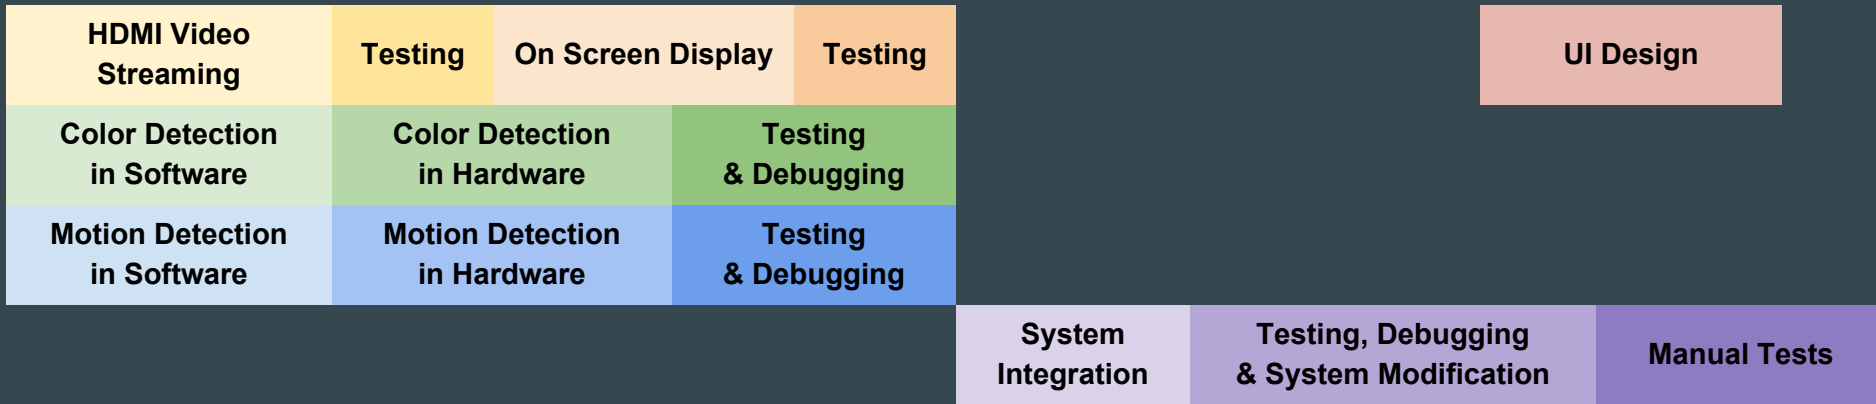 HDMI Video
Streaming
Testing
On Screen Display
Testing
UI Design
Color Detection
in Software
Color Detection
in Hardware
Testing
& Debugging
Motion Detection
in Software
Motion Detection
in Hardware
Testing
& Debugging
System
Integration
Testing, Debugging
& System Modification
Manual Tests